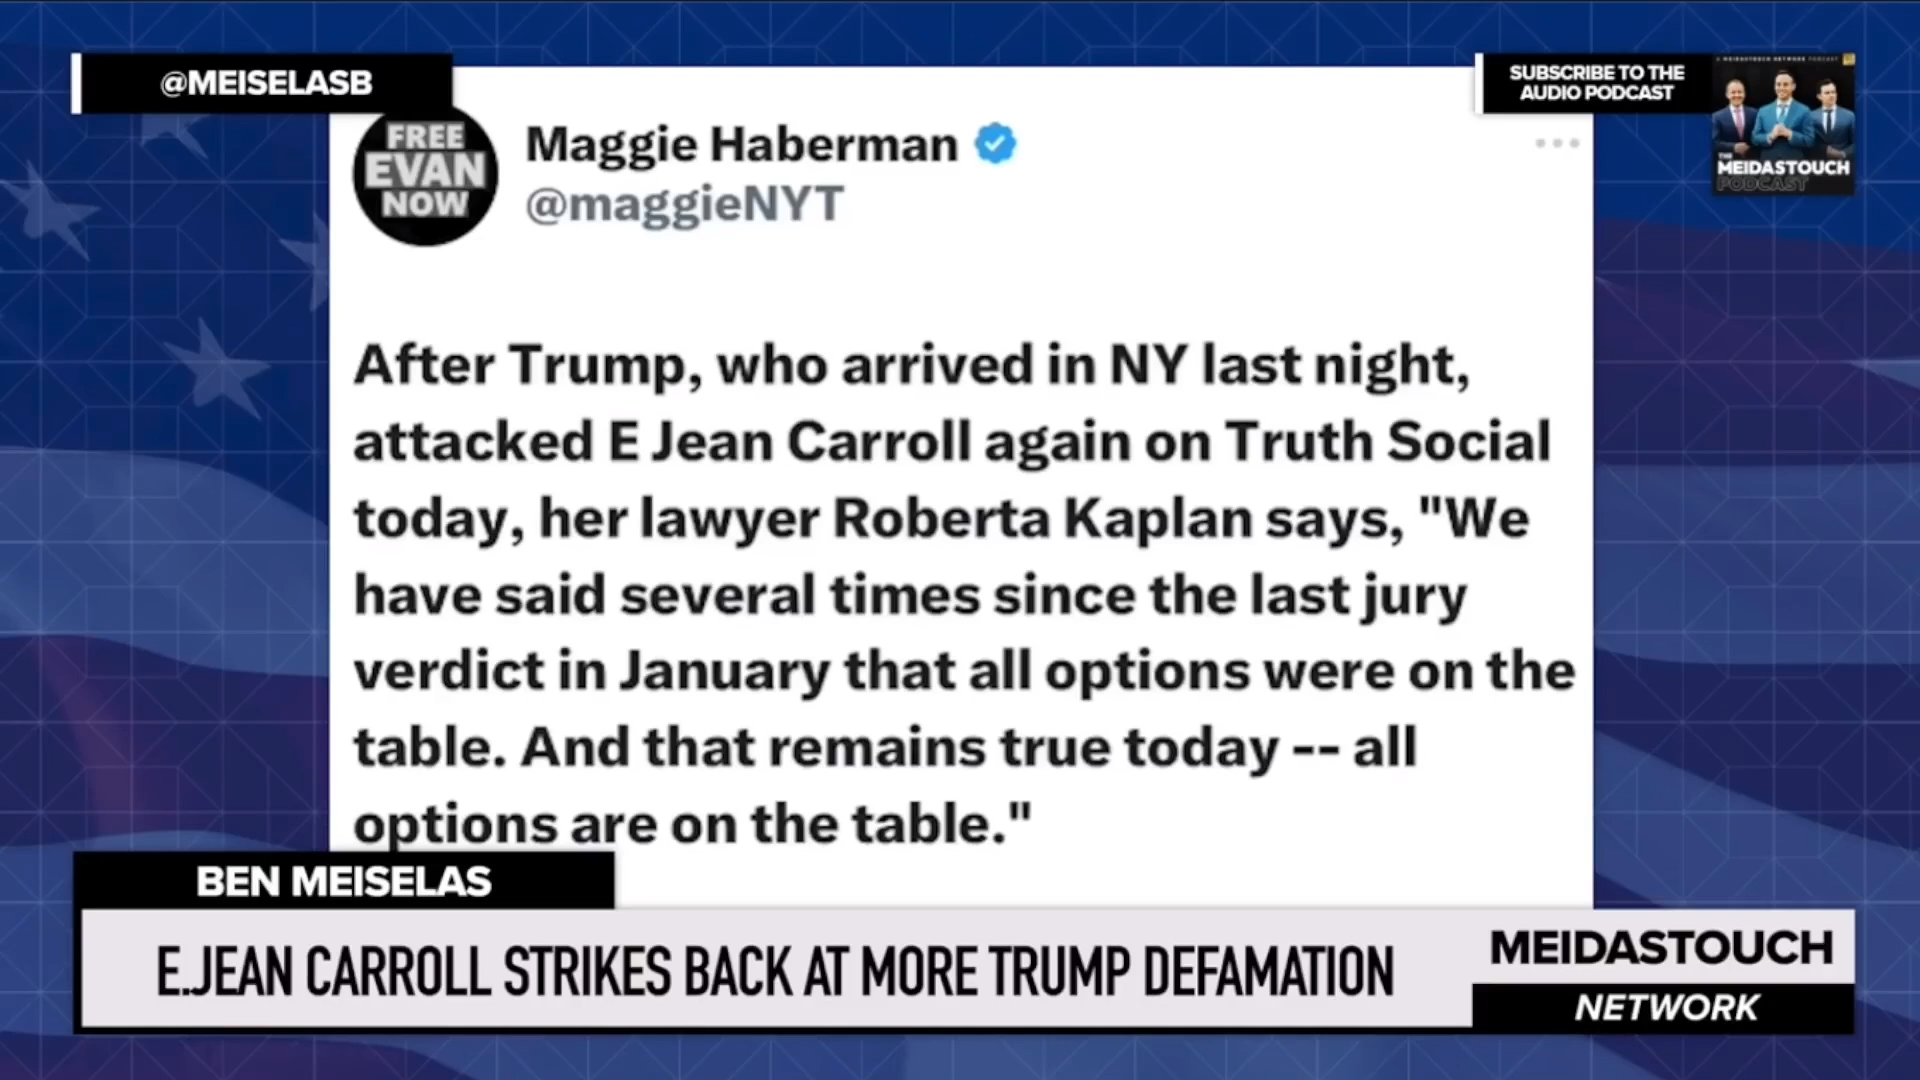 @MEISELASB
SUBSCRIBE TO THE
AUDIO PODCAST
THE
MEIDASTOUCH
PODCAST
FREE
EVAN
NOW
Maggie Haberman
@maggieNYT
After Trump, who arrived in NY last night,
attacked E Jean Carroll again on Truth Social
today, her lawyer Roberta Kaplan says, "We
have said several times since the last jury
verdict in January that all options were on the
table. And that remains true today -- all
options are on the table."
BEN MEISELAS
E.JEAN CARROLL STRIKES BACK AT MORE TRUMP DEFAMATION
MEIDASTOUCH
NETWORK